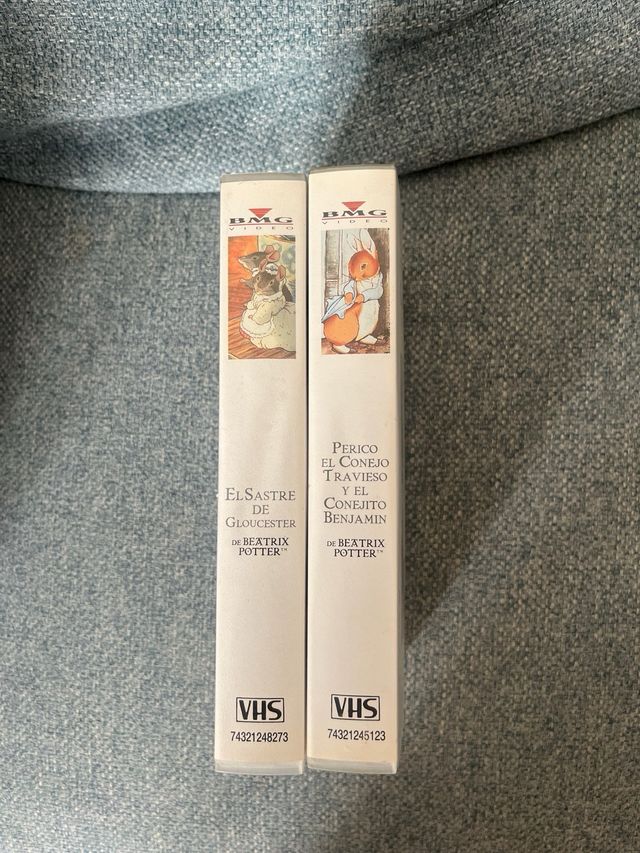 BMG
VIDEO
EL SASTRE
DE
GLOUCESTER
DE BEATRIX
POTTER™
VHS
74321248273
BMG
VIDEO
PERICO
EL CONEJO
TRAVIESO
Y EL
CONEJITO
BENJAMIN
DE BEATRIX
POTTER™
VHS
74321245123